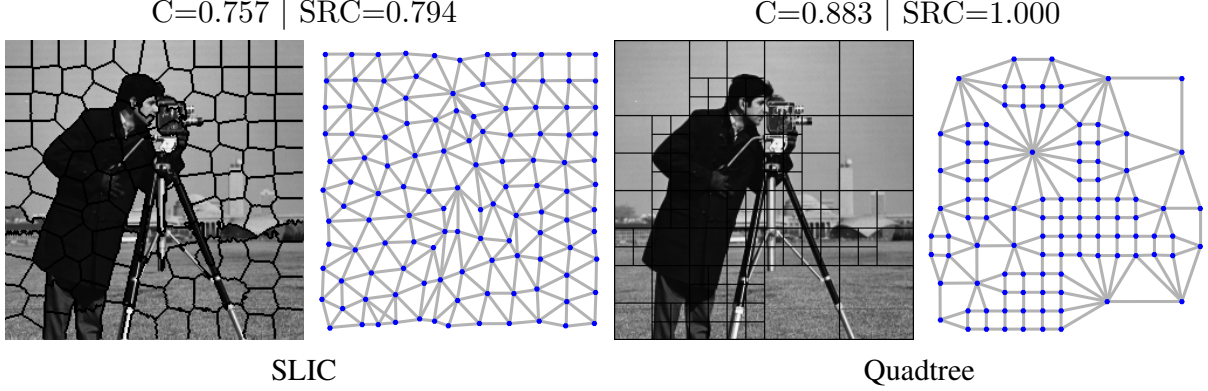 C=0.757 | SRC=0.794
C=0.883 | SRC=1.000
SLIC
Quadtree